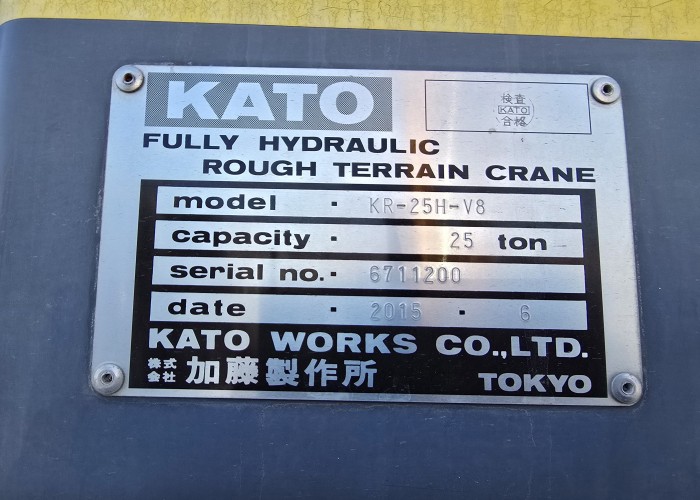 KATO
検査
KATO
合格
FULLY HYDRAULIC
ROUGH TERRAIN CRANE
model · KR-25H-V8
capacity · 25 ton
serial no. · 6711200
date · 2015 · 6
KATO WORKS CO.,LTD.
株式会社 加藤製作所 TOKYO